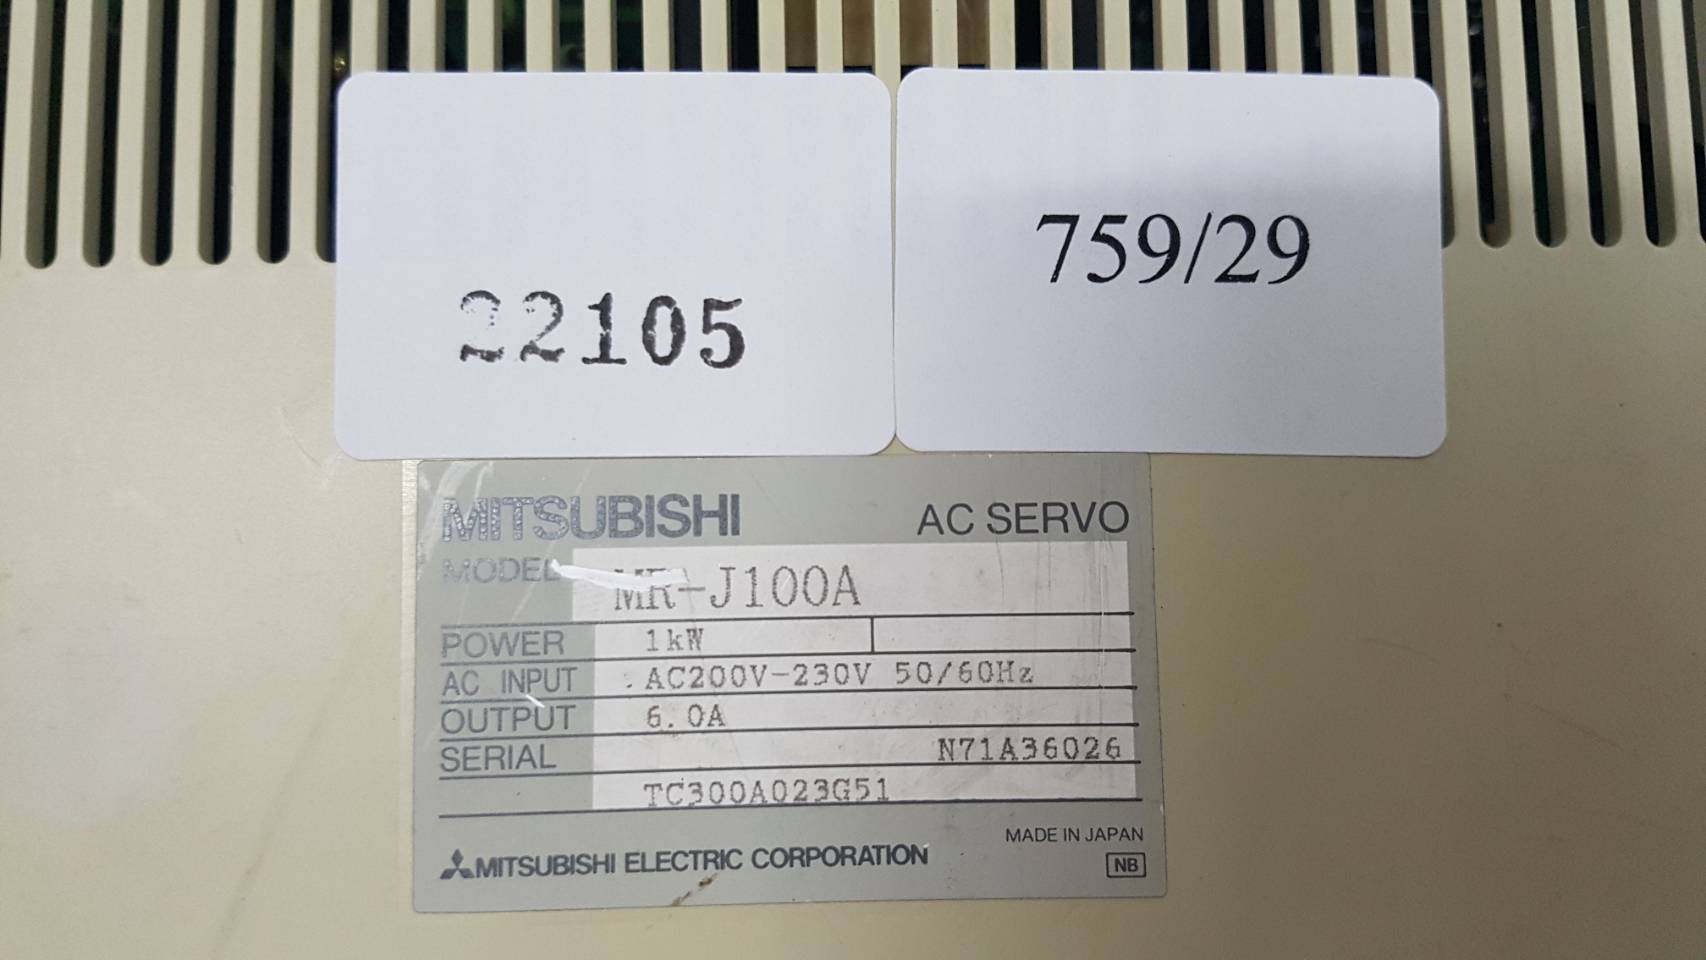 22105
759/29
MITSUBISHI AC SERVO
MODEL MR-J100A
POWER 1kW
AC INPUT AC200V-230V 50/60Hz
OUTPUT 6.0A
SERIAL N71A36026
TC300A023G51
MADE IN JAPAN
MITSUBISHI ELECTRIC CORPORATION
NB